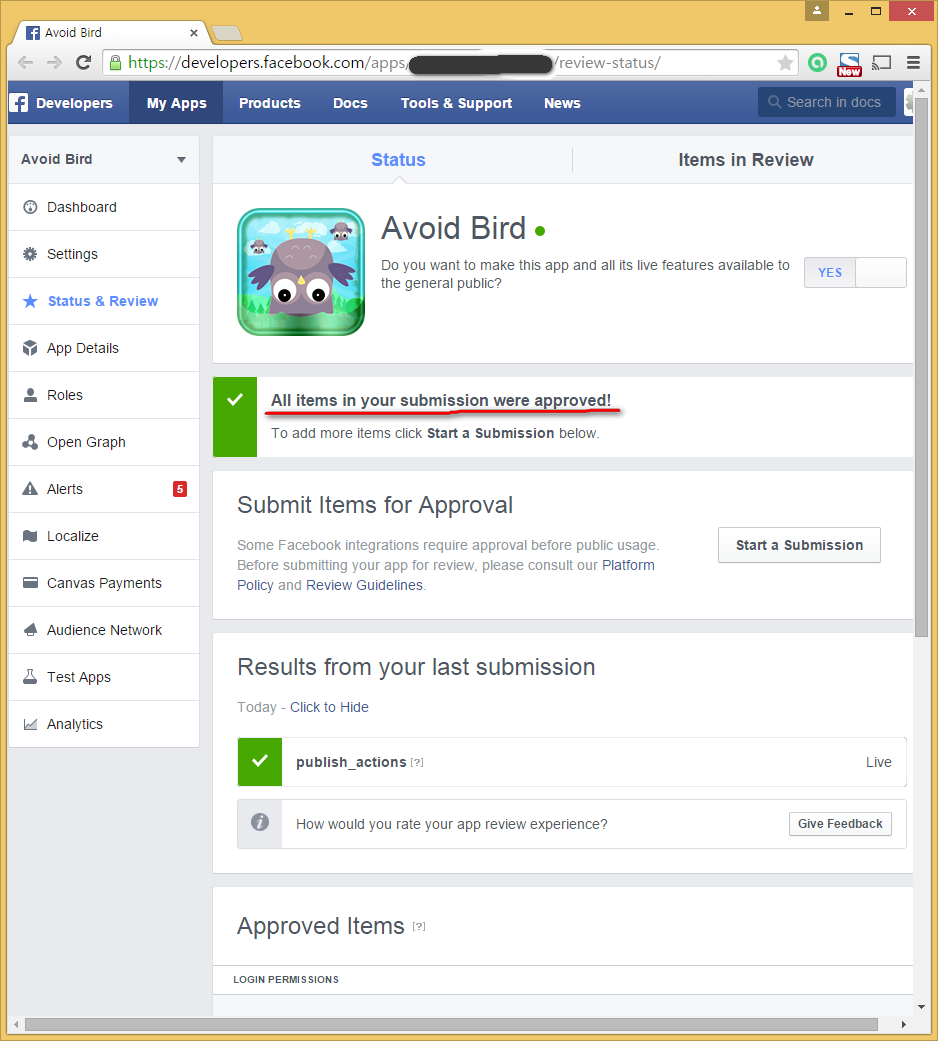 Avoid Bird
https://developers.facebook.com/apps/ /review-status/
New
Developers My Apps Products Docs Tools & Support News Search in docs
Avoid Bird
Dashboard
Settings
Status & Review
App Details
Roles
Open Graph
Alerts 5
Localize
Canvas Payments
Audience Network
Test Apps
Analytics
Status Items in Review
Avoid Bird
Do you want to make this app and all its live features available to
the general public?
YES
All items in your submission were approved!
To add more items click Start a Submission below.
Submit Items for Approval
Some Facebook integrations require approval before public usage.
Before submitting your app for review, please consult our Platform
Policy and Review Guidelines.
Start a Submission
Results from your last submission
Today - Click to Hide
publish_actions [?] Live
How would you rate your app review experience? Give Feedback
Approved Items [?]
LOGIN PERMISSIONS